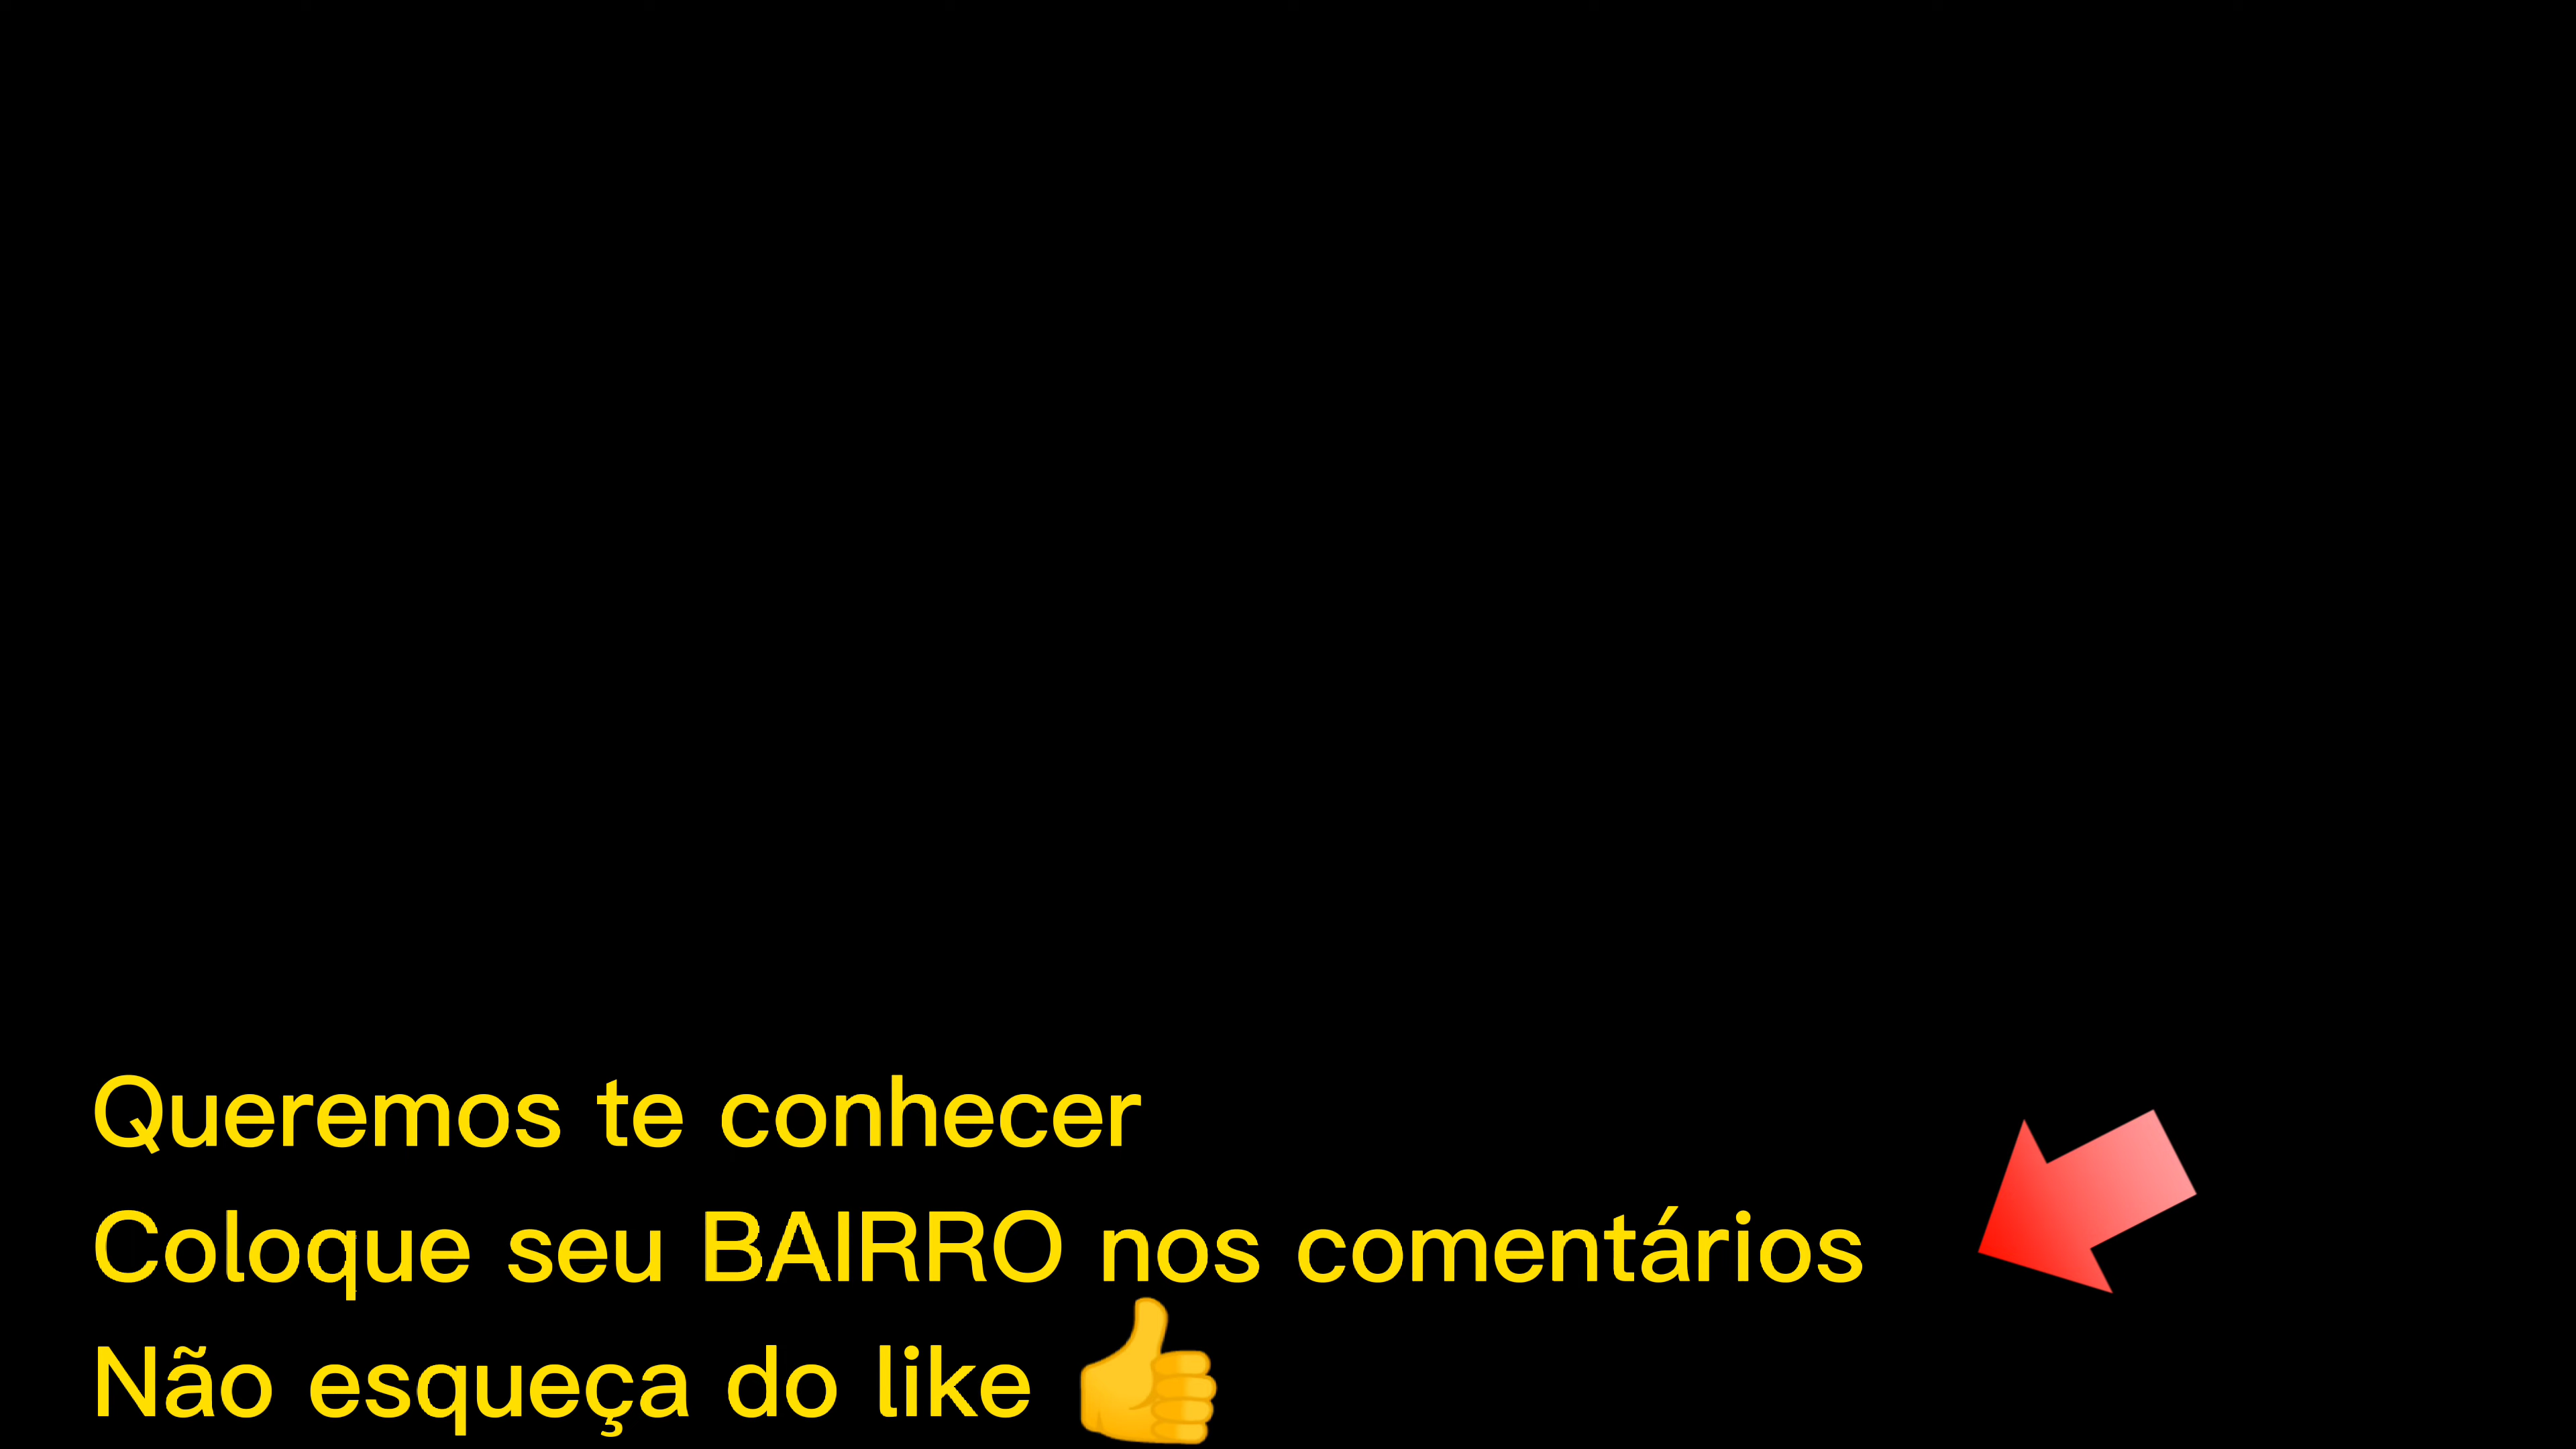 Queremos te conhecer
Coloque seu BAIRRO nos comentários
Não esqueça do like 👍